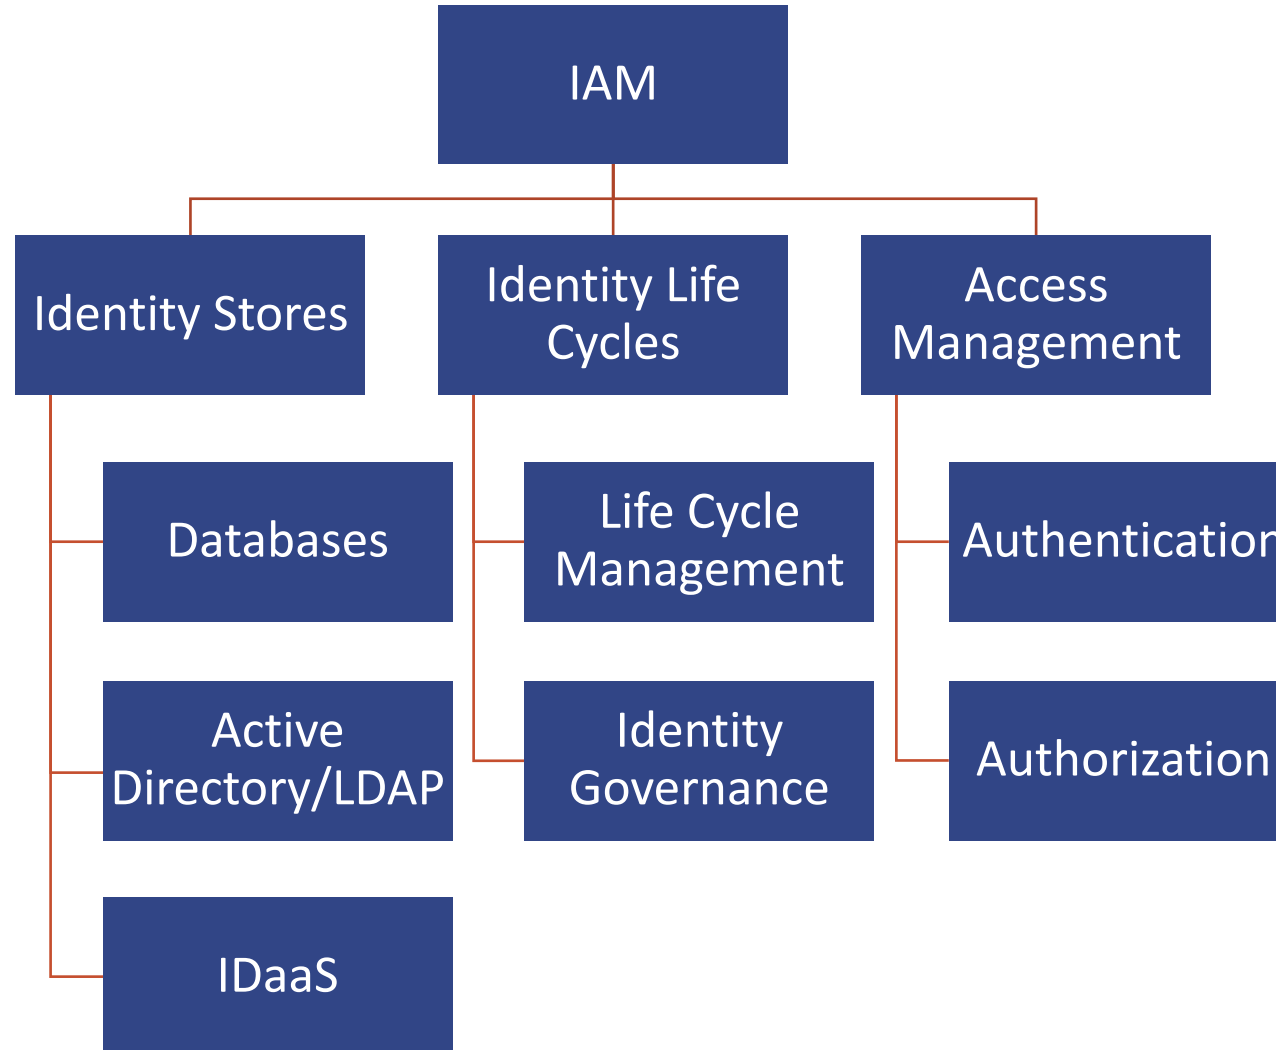 IAM
Identity Stores
Identity Life
Cycles
Access
Management
Databases
Life Cycle
Management
Authentication
Active
Directory/LDAP
Identity
Governance
Authorization
IDaaS